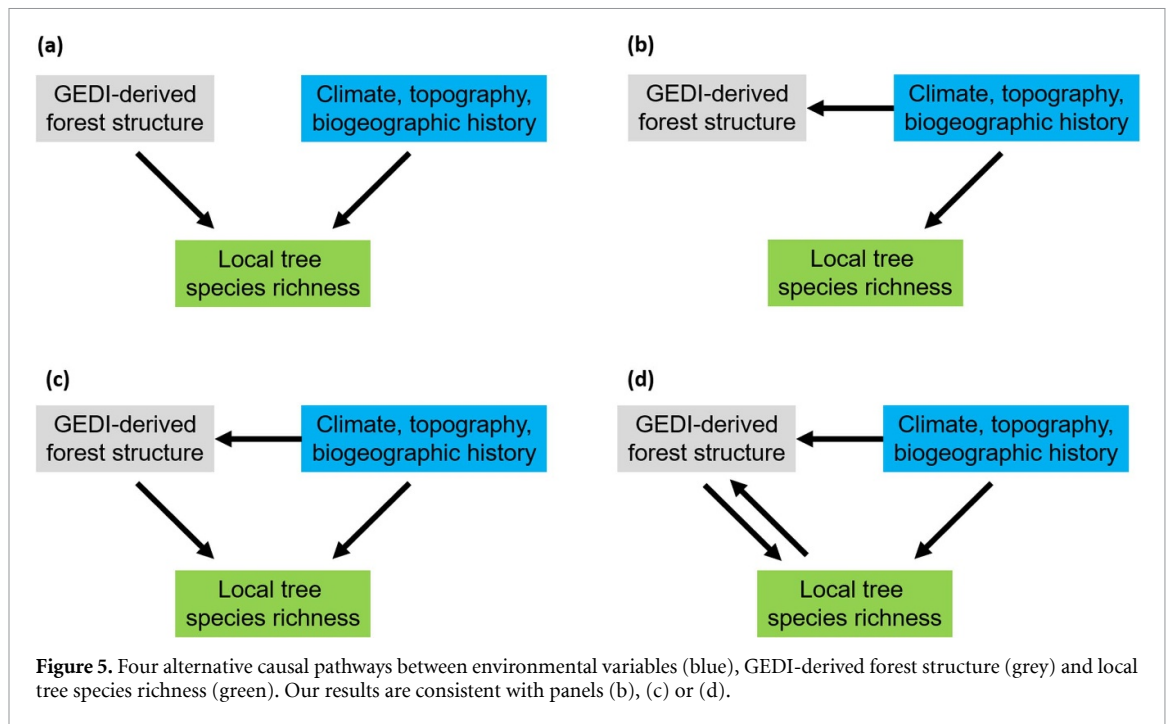 (a)
GEDI-derived
forest structure
Climate, topography,
biogeographic history
Local tree
species richness
(b)
GEDI-derived
forest structure
Climate, topography,
biogeographic history
Local tree
species richness
(c)
GEDI-derived
forest structure
Climate, topography,
biogeographic history
Local tree
species richness
(d)
GEDI-derived
forest structure
Climate, topography,
biogeographic history
Local tree
species richness
Figure 5. Four alternative causal pathways between environmental variables (blue), GEDI-derived forest structure (grey) and local
tree species richness (green). Our results are consistent with panels (b), (c) or (d).